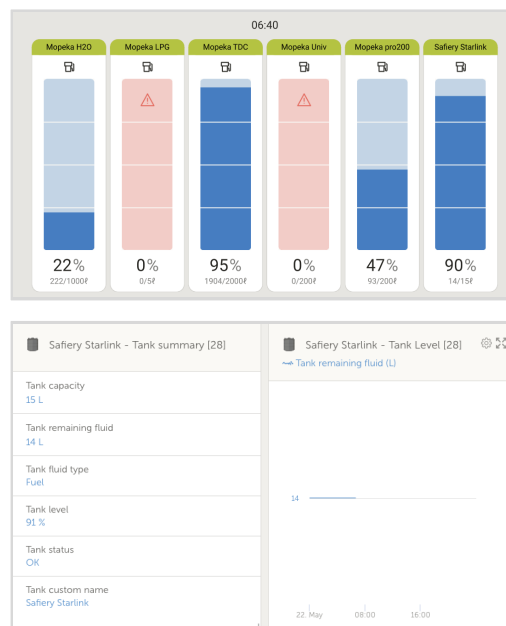 06:40
Mopeka H2O
Mopeka LPG
Mopeka TDC
Mopeka Univ
Mopeka pro200
Safiery Starlink
22%
0%
95%
0%
47%
90%
222/1000ℓ
0/5ℓ
1904/2000ℓ
0/200ℓ
93/200ℓ
14/15ℓ
Safiery Starlink - Tank summary [28]
Tank capacity
15 L
Tank remaining fluid
14 L
Tank fluid type
Fuel
Tank level
91 %
Tank status
OK
Tank custom name
Safiery Starlink
Safiery Starlink - Tank Level [28]
Tank remaining fluid (L)
14
22. May
08:00
16:00